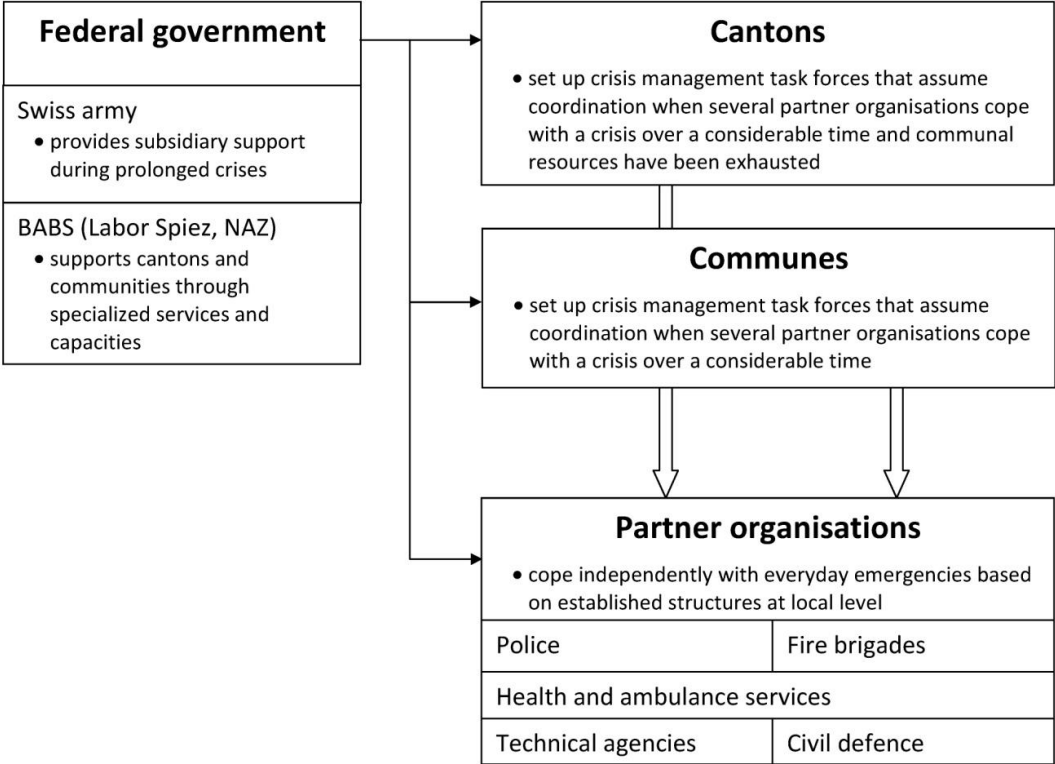 Federal government
Swiss army
• provides subsidiary support
during prolonged crises
BABS (Labor Spiez, NAZ)
• supports cantons and
communities through
specialized services and
capacities
Cantons
• set up crisis management task forces that assume
coordination when several partner organisations cope
with a crisis over a considerable time and communal
resources have been exhausted
Communes
• set up crisis management task forces that assume
coordination when several partner organisations cope
with a crisis over a considerable time
Partner organisations
• cope independently with everyday emergencies based
on established structures at local level
Police
Fire brigades
Health and ambulance services
Technical agencies
Civil defence